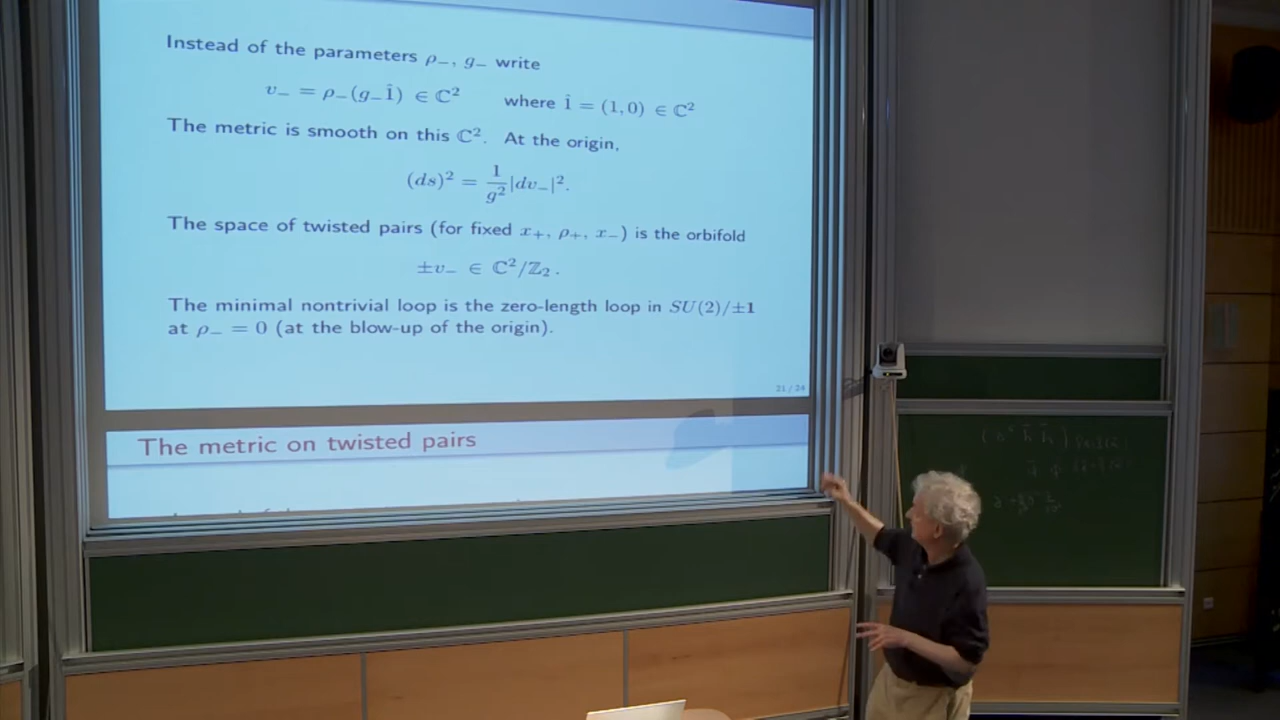 Instead of the parameters ρ₋, g₋ write
v₋ = ρ₋(g₋1̂) ∈ ℂ² where 1̂ = (1, 0) ∈ ℂ²
The metric is smooth on this ℂ². At the origin,
(ds)² = 1/g² |dv₋|².
The space of twisted pairs (for fixed x₊, ρ₊, x₋) is the orbifold
±v₋ ∈ ℂ²/ℤ₂.
The minimal nontrivial loop is the zero-length loop in SU(2)/±1
at ρ₋ = 0 (at the blow-up of the origin).
21 / 24
The metric on twisted pairs